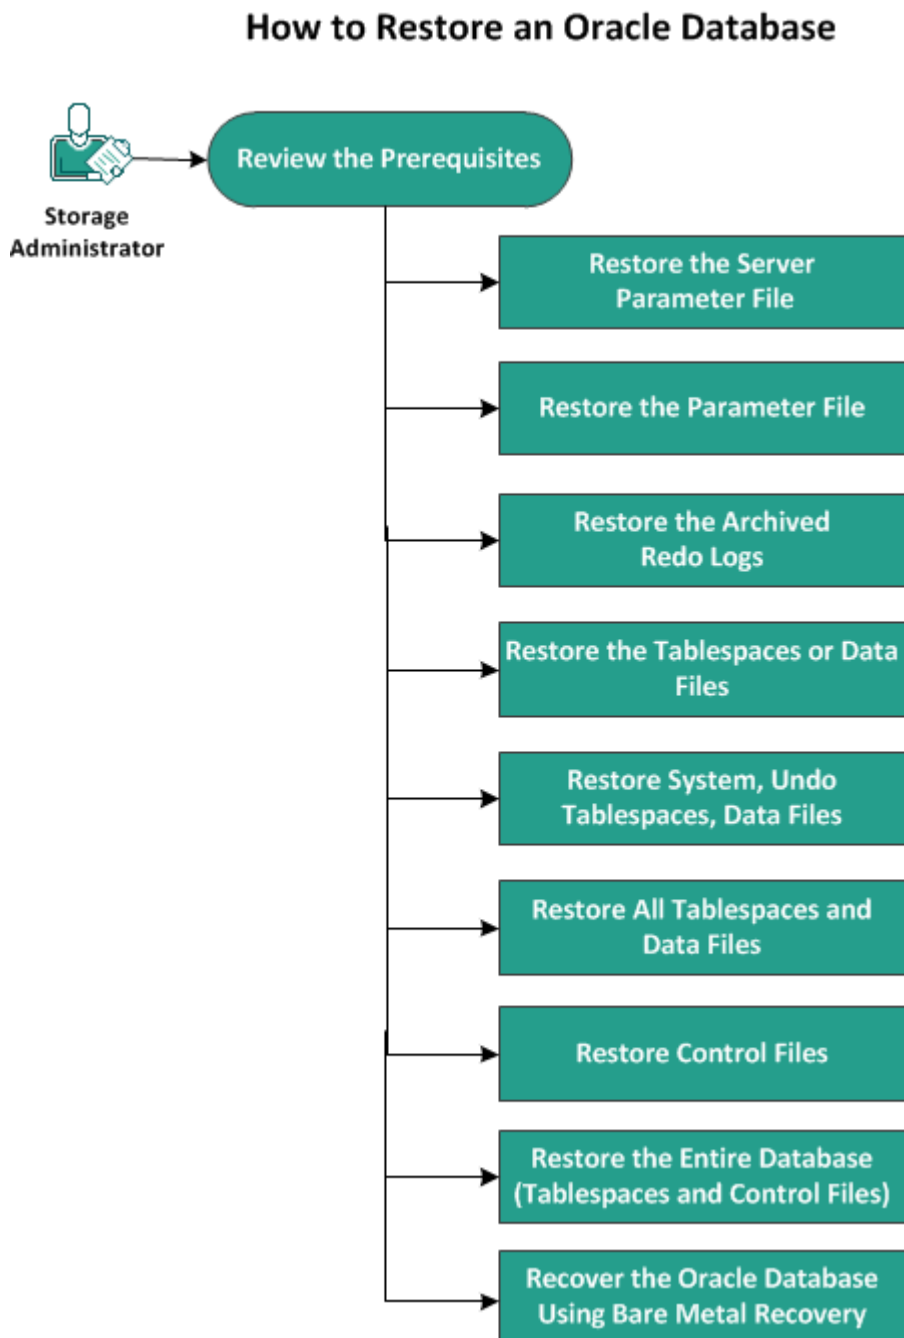 How to Restore an Oracle Database
Review the Prerequisites
Storage
Administrator
Restore the Server
Parameter File
Restore the Parameter File
Restore the Archived
Redo Logs
Restore the Tablespaces or Data
Files
Restore System, Undo
Tablespaces, Data Files
Restore All Tablespaces and
Data Files
Restore Control Files
Restore the Entire Database
(Tablespaces and Control Files)
Recover the Oracle Database
Using Bare Metal Recovery